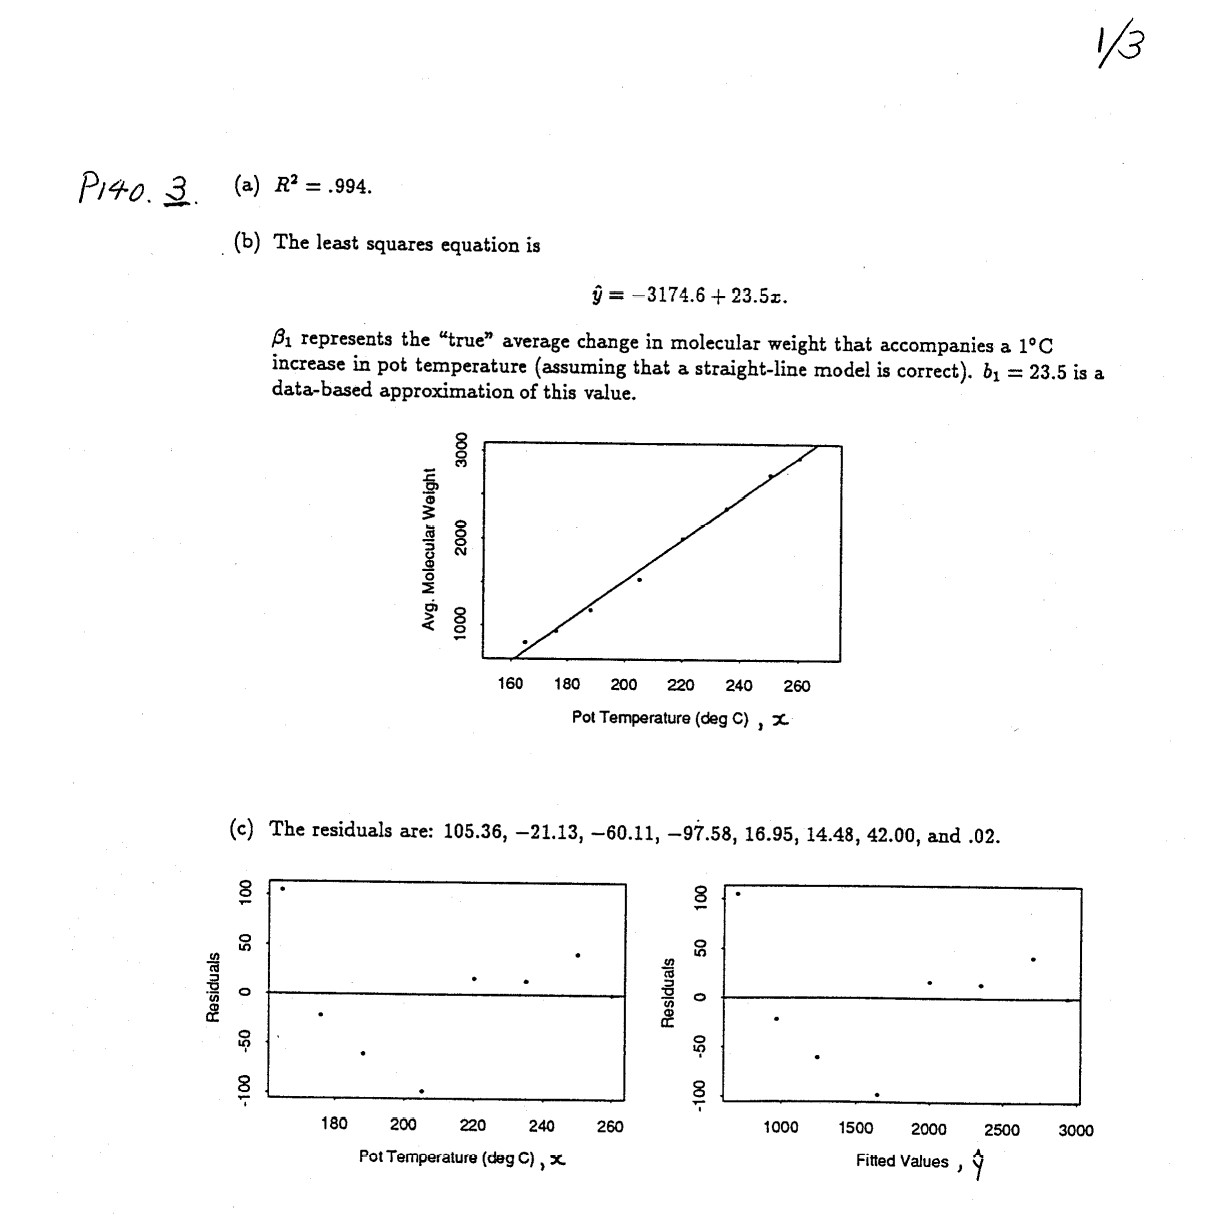 1/3
P140. 3. (a) R² = .994.
(b) The least squares equation is
ŷ = −3174.6 + 23.5x.
β₁ represents the “true” average change in molecular weight that accompanies a 1°C
increase in pot temperature (assuming that a straight-line model is correct). b₁ = 23.5 is a
data-based approximation of this value.
Avg. Molecular Weight
3000
2000
1000
160 180 200 220 240 260
Pot Temperature (deg C) , x
(c) The residuals are: 105.36, −21.13, −60.11, −97.58, 16.95, 14.48, 42.00, and .02.
Residuals
100
50
0
-50
-100
180 200 220 240 260
Pot Temperature (deg C) , x
Residuals
100
50
0
-50
-100
1000 1500 2000 2500 3000
Fitted Values , ŷ